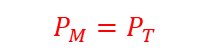 P_M = P_T